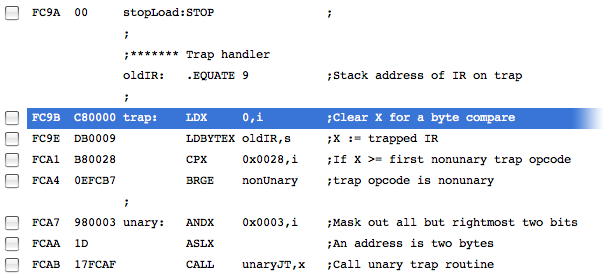 FC9A  00     stopLoad:STOP                ;
             ;
             ;******* Trap handler
             oldIR:   .EQUATE 9           ;Stack address of IR on trap
             ;
FC9B  C80000 trap:    LDX     0,i         ;Clear X for a byte compare
FC9E  DB0009          LDBYTEX oldIR,s     ;X := trapped IR
FCA1  B80028          CPX     0x0028,i    ;If X >= first nonunary trap opcode
FCA4  0EFCB7          BRGE    nonUnary    ;trap opcode is nonunary
             ;
FCA7  980003 unary:   ANDX    0x0003,i    ;Mask out all but rightmost two bits
FCAA  1D              ASLX                ;An address is two bytes
FCAB  17FCAF          CALL    unaryJT,x   ;Call unary trap routine